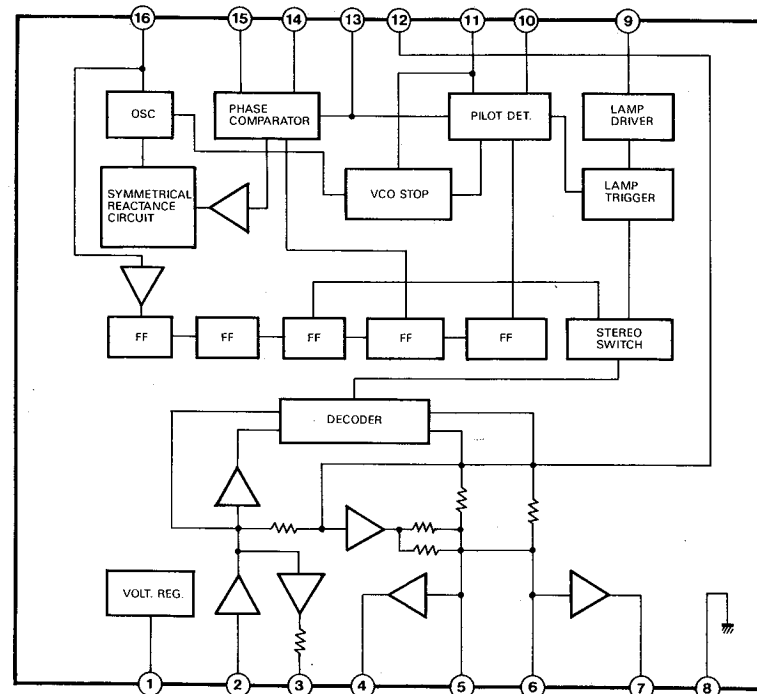 16 15 14 13 12 11 10 9
OSC
PHASE
COMPARATOR
PILOT DET.
LAMP
DRIVER
SYMMETRICAL
REACTANCE
CIRCUIT
VCO STOP
LAMP
TRIGGER
FF FF FF FF FF
STEREO
SWITCH
DECODER
VOLT. REG.
1 2 3 4 5 6 7 8